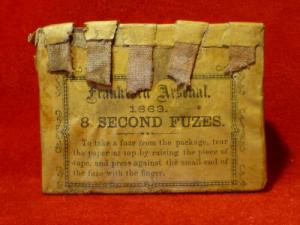 Frankford Arsenal.
1863.
8 SECOND FUZES.
To take a fuze from the package, tear
the paper at top by raising the piece of
tape, and press against the small end of
the fuze with the finger.